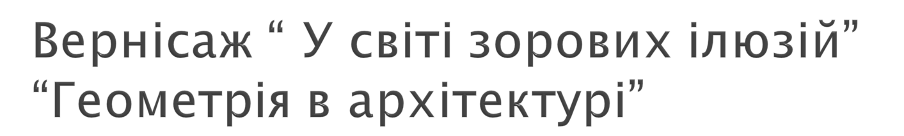 Вернісаж “ У світі зорових ілюзій”
“Геометрія в архітектурі”